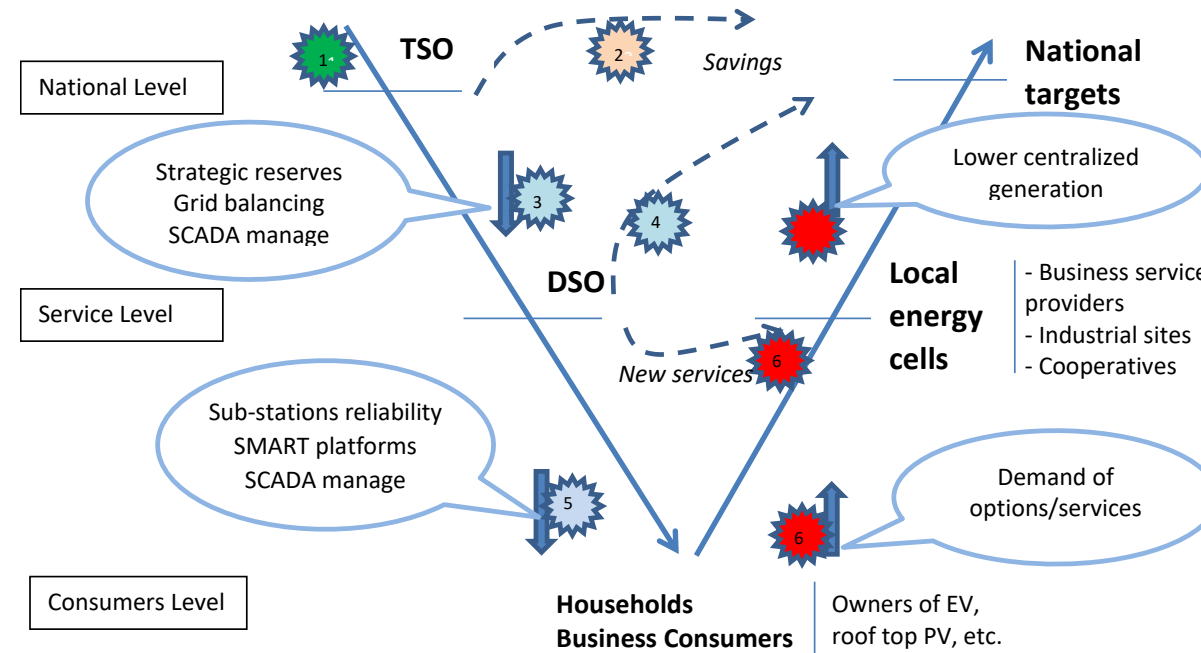 1
TSO
2
Savings
National
targets
National Level
Strategic reserves
Grid balancing
SCADA manage
3
4
Lower centralized
generation
DSO
Local
energy
cells
- Business service
providers
- Industrial sites
- Cooperatives
Service Level
New services
6
Sub-stations reliability
SMART platforms
SCADA manage
5
6
Demand of
options/services
Consumers Level
Households
Business Consumers
Owners of EV,
roof top PV, etc.